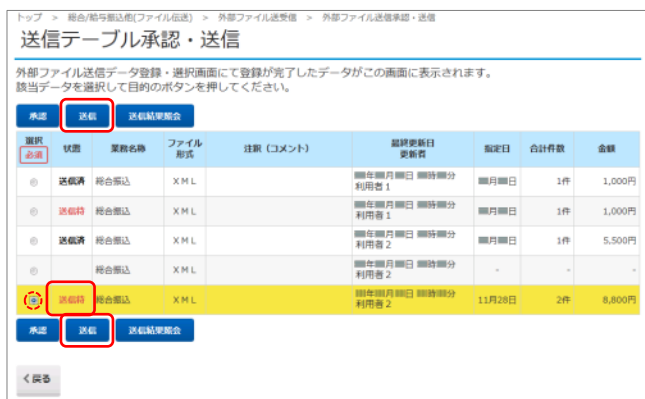 トップ > 総合/給与振込他(ファイル伝送) > 外部ファイル送受信 > 外部ファイル送信承認・送信
送信テーブル承認・送信
外部ファイル送信データ登録・選択画面にて登録が完了したデータがこの画面に表示されます。
該当データを選択して目的のボタンを押してください。
承認 送信 送信結果照会
選択 必須 状態 業務名称 ファイル形式 注釈（コメント） 最終更新日 更新者 指定日 合計件数 金額
送信済 総合振込 XML 年 月 日 時 分 利用者1 月 日 1件 1,000円
送信待 総合振込 XML 年 月 日 時 分 利用者1 月 日 1件 1,000円
送信済 総合振込 XML 年 月 日 時 分 利用者2 月 日 1件 5,500円
総合振込 XML 年 月 日 時 分 利用者2 - - -
送信待 総合振込 XML 年 月 日 時 分 利用者2 11月28日 2件 8,800円
承認 送信 送信結果照会
< 戻る